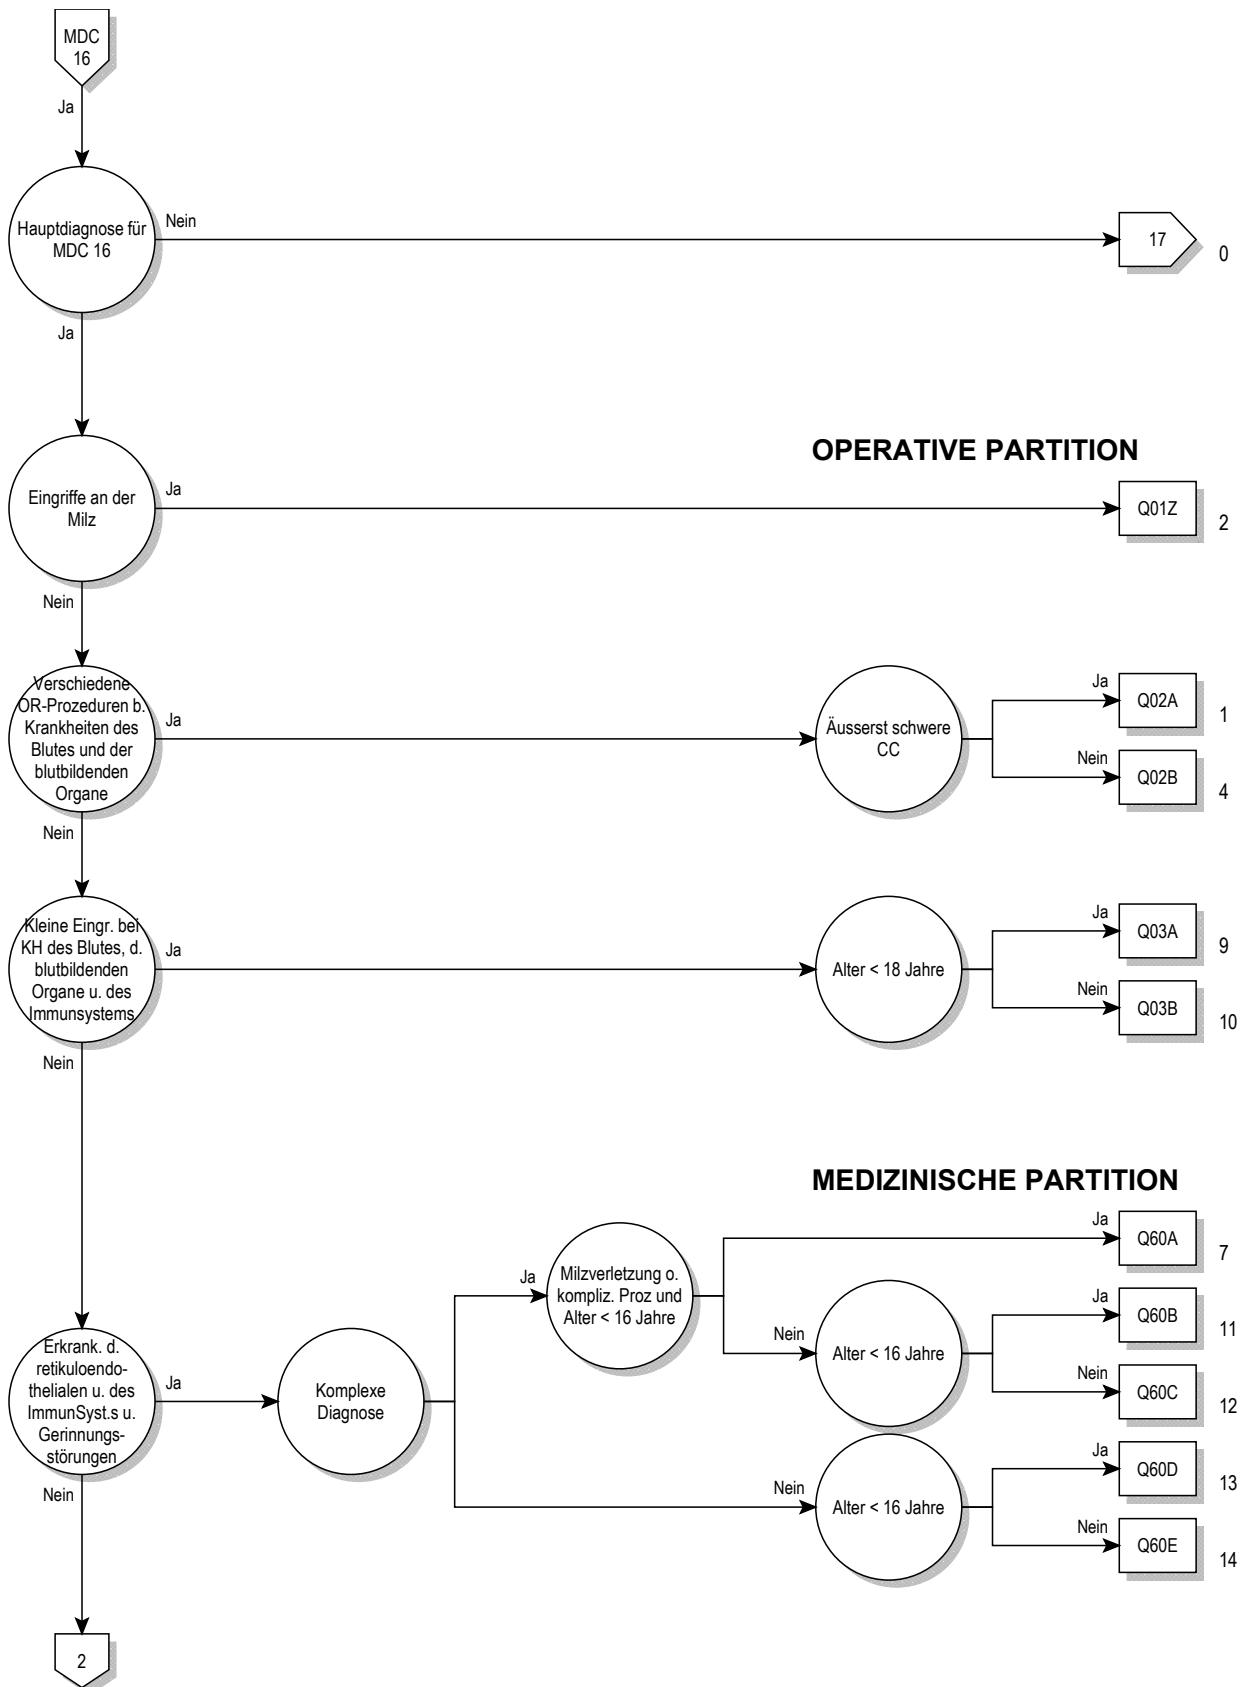 MDC
16
Ja
Hauptdiagnose für
MDC 16
Nein
17
0
Ja
OPERATIVE PARTITION
Eingriffe an der
Milz
Ja
Q01Z
2
Nein
Verschiedene
OR-Prozeduren b.
Krankheiten des
Blutes und der
blutbildenden
Organe
Ja
Äusserst schwere
CC
Ja
Q02A
1
Nein
Q02B
4
Nein
Kleine Eingr. bei
KH des Blutes, d.
blutbildenden
Organe u. des
Immunsystems
Ja
Alter < 18 Jahre
Ja
Q03A
9
Nein
Q03B
10
Nein
MEDIZINISCHE PARTITION
Erkrank. d.
retikuloendo-
thelialen u. des
ImmunSyst.s u.
Gerinnungs-
störungen
Ja
Komplexe
Diagnose
Ja
Milzverletzung o.
kompliz. Proz und
Alter < 16 Jahre
Ja
Q60A
7
Nein
Alter < 16 Jahre
Ja
Q60B
11
Nein
Q60C
12
Nein
Alter < 16 Jahre
Ja
Q60D
13
Nein
Q60E
14
Nein
2